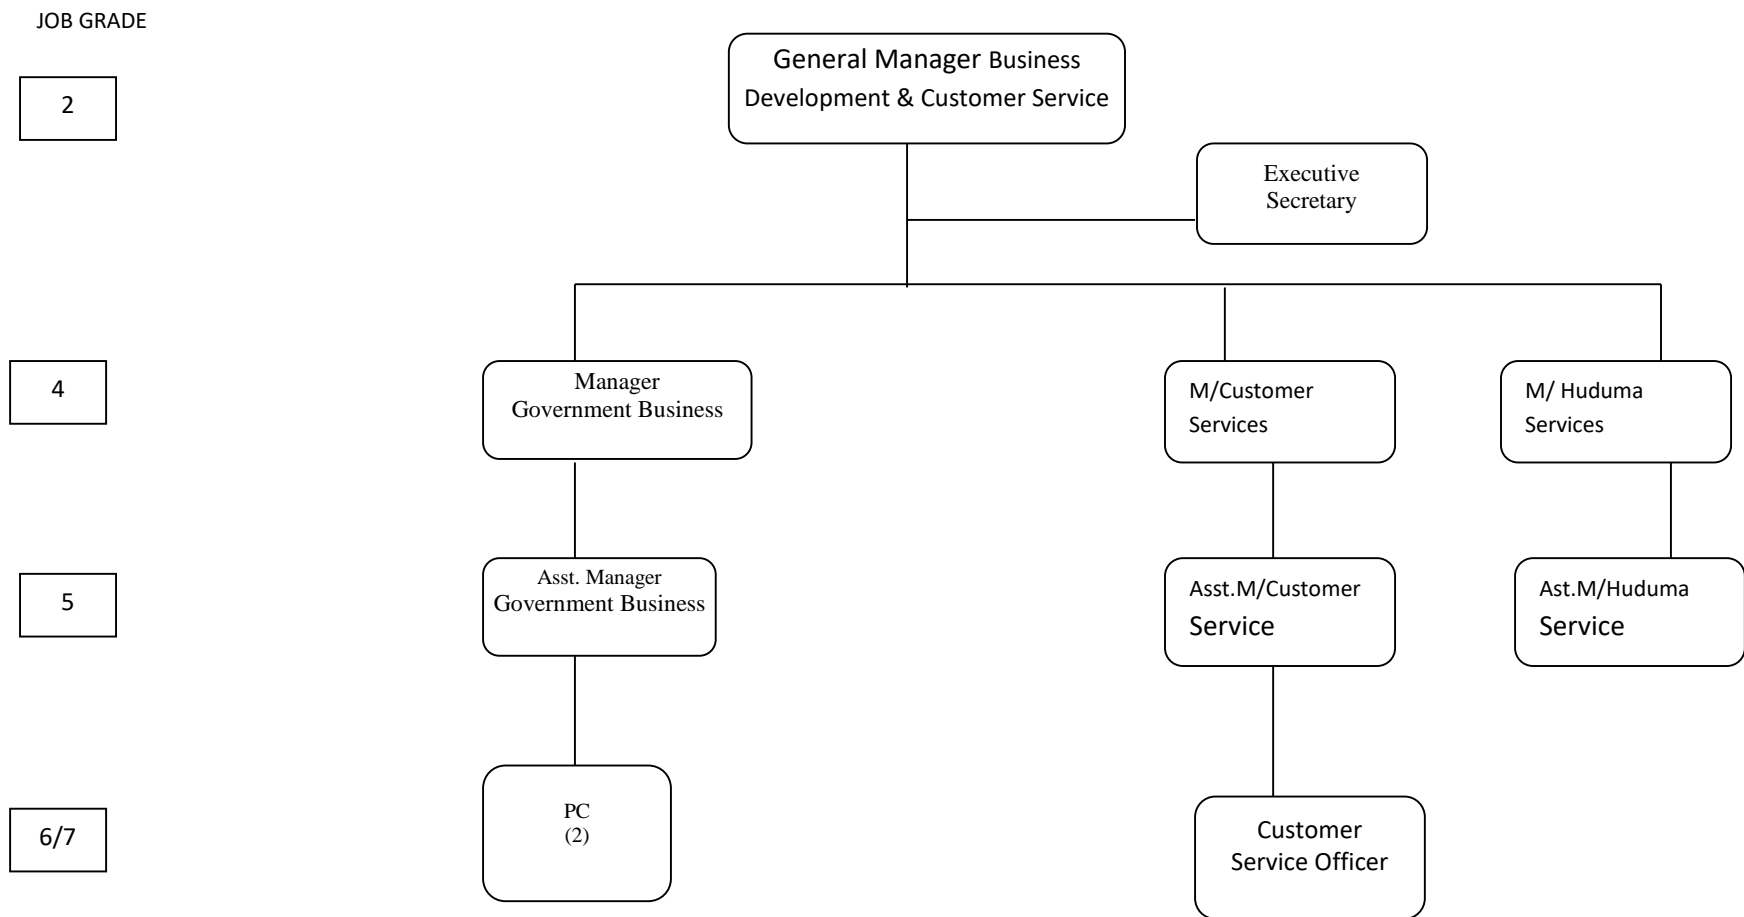 JOB GRADE
General Manager Business
Development & Customer Service
2
Executive
Secretary
4
Manager
Government Business
M/Customer
Services
M/ Huduma
Services
5
Asst. Manager
Government Business
Asst.M/Customer
Service
Ast.M/Huduma
Service
6/7
PC
(2)
Customer
Service Officer